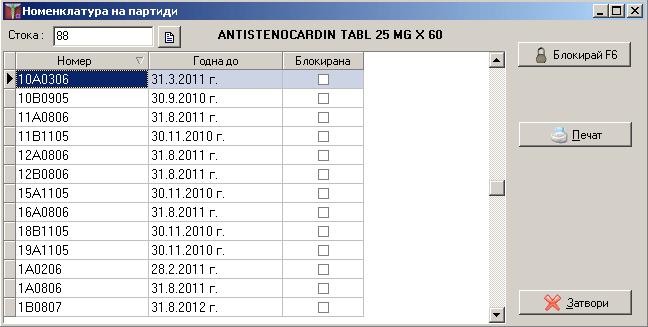 Номенклатура на партиди
Стока : 88 ANTISTENOCARDIN TABL 25 MG X 60
Блокирай F6
Номер Годна до Блокирана
10A0306 31.3.2011 г.
10B0905 30.9.2010 г.
11A0806 31.8.2011 г.
11B1105 30.11.2010 г.
12A0806 31.8.2011 г.
12B0806 31.8.2011 г.
15A1105 30.11.2010 г.
16A0806 31.8.2011 г.
18B1105 30.11.2010 г.
19A1105 30.11.2010 г.
1A0206 28.2.2011 г.
1A0806 31.8.2011 г.
1B0807 31.8.2012 г.
Печат
Затвори